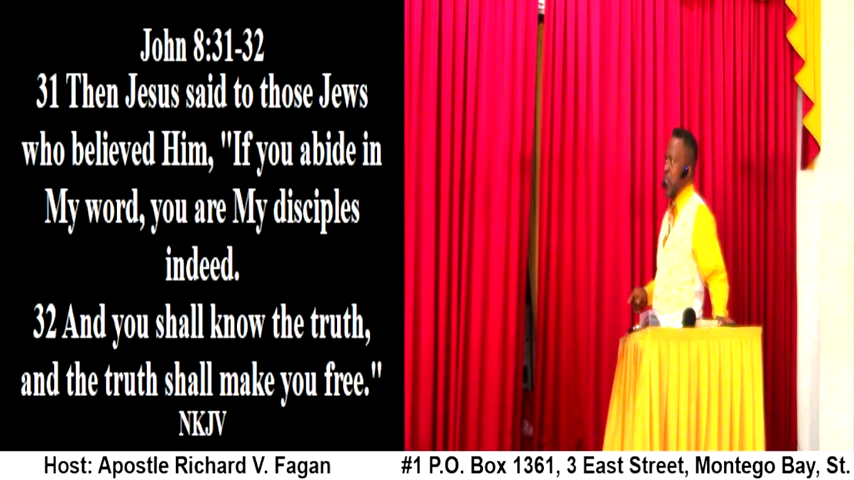 John 8:31-32
31 Then Jesus said to those Jews
who believed Him, "If you abide in
My word, you are My disciples
indeed.
32 And you shall know the truth,
and the truth shall make you free."
NKJV
Host: Apostle Richard V. Fagan
#1 P.O. Box 1361, 3 East Street, Montego Bay, St.